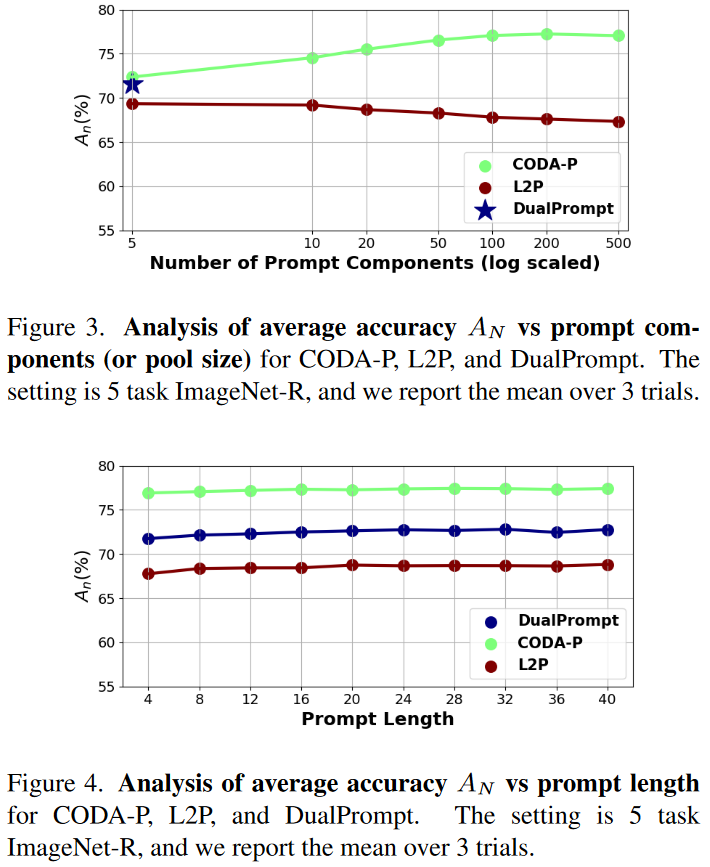 80
75
70
65
60
55
A_n(%)
CODA-P
L2P
DualPrompt
5 10 20 50 100 200 500
Number of Prompt Components (log scaled)
Figure 3. Analysis of average accuracy A_N vs prompt com-
ponents (or pool size) for CODA-P, L2P, and DualPrompt. The
setting is 5 task ImageNet-R, and we report the mean over 3 trials.
80
75
70
65
60
55
A_n(%)
DualPrompt
CODA-P
L2P
4 8 12 16 20 24 28 32 36 40
Prompt Length
Figure 4. Analysis of average accuracy A_N vs prompt length
for CODA-P, L2P, and DualPrompt. The setting is 5 task
ImageNet-R, and we report the mean over 3 trials.